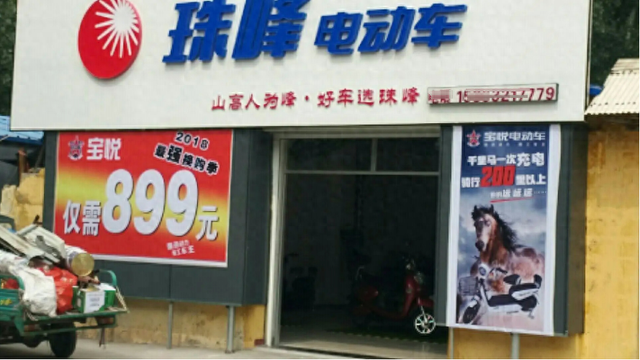 珠峰 电动车
山高人为峰·好车选珠峰
宝悦
2018
最强换购季
仅需899元
宝悦电动车
千里马一次充电
骑行200里以上